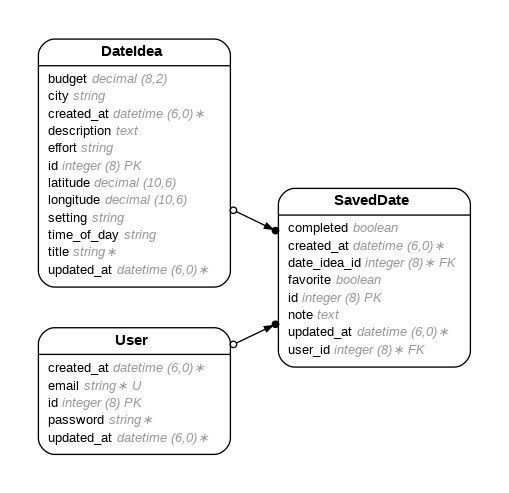 DateIdea
budget decimal (8,2)
city string
created_at datetime (6,0)∗
description text
effort string
id integer (8) PK
latitude decimal (10,6)
longitude decimal (10,6)
setting string
time_of_day string
title string∗
updated_at datetime (6,0)∗
SavedDate
completed boolean
created_at datetime (6,0)∗
date_idea_id integer (8)∗ FK
favorite boolean
id integer (8) PK
note text
updated_at datetime (6,0)∗
user_id integer (8)∗ FK
User
created_at datetime (6,0)∗
email string∗ U
id integer (8) PK
password string∗
updated_at datetime (6,0)∗